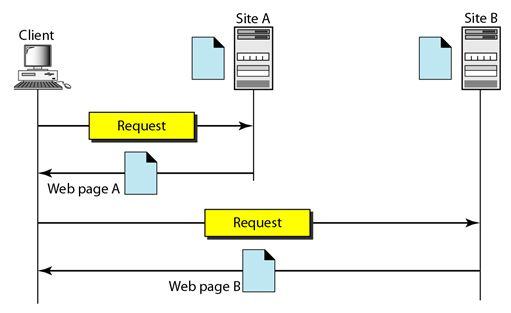 Client
Site A
Site B
Request
Web page A
Request
Web page B